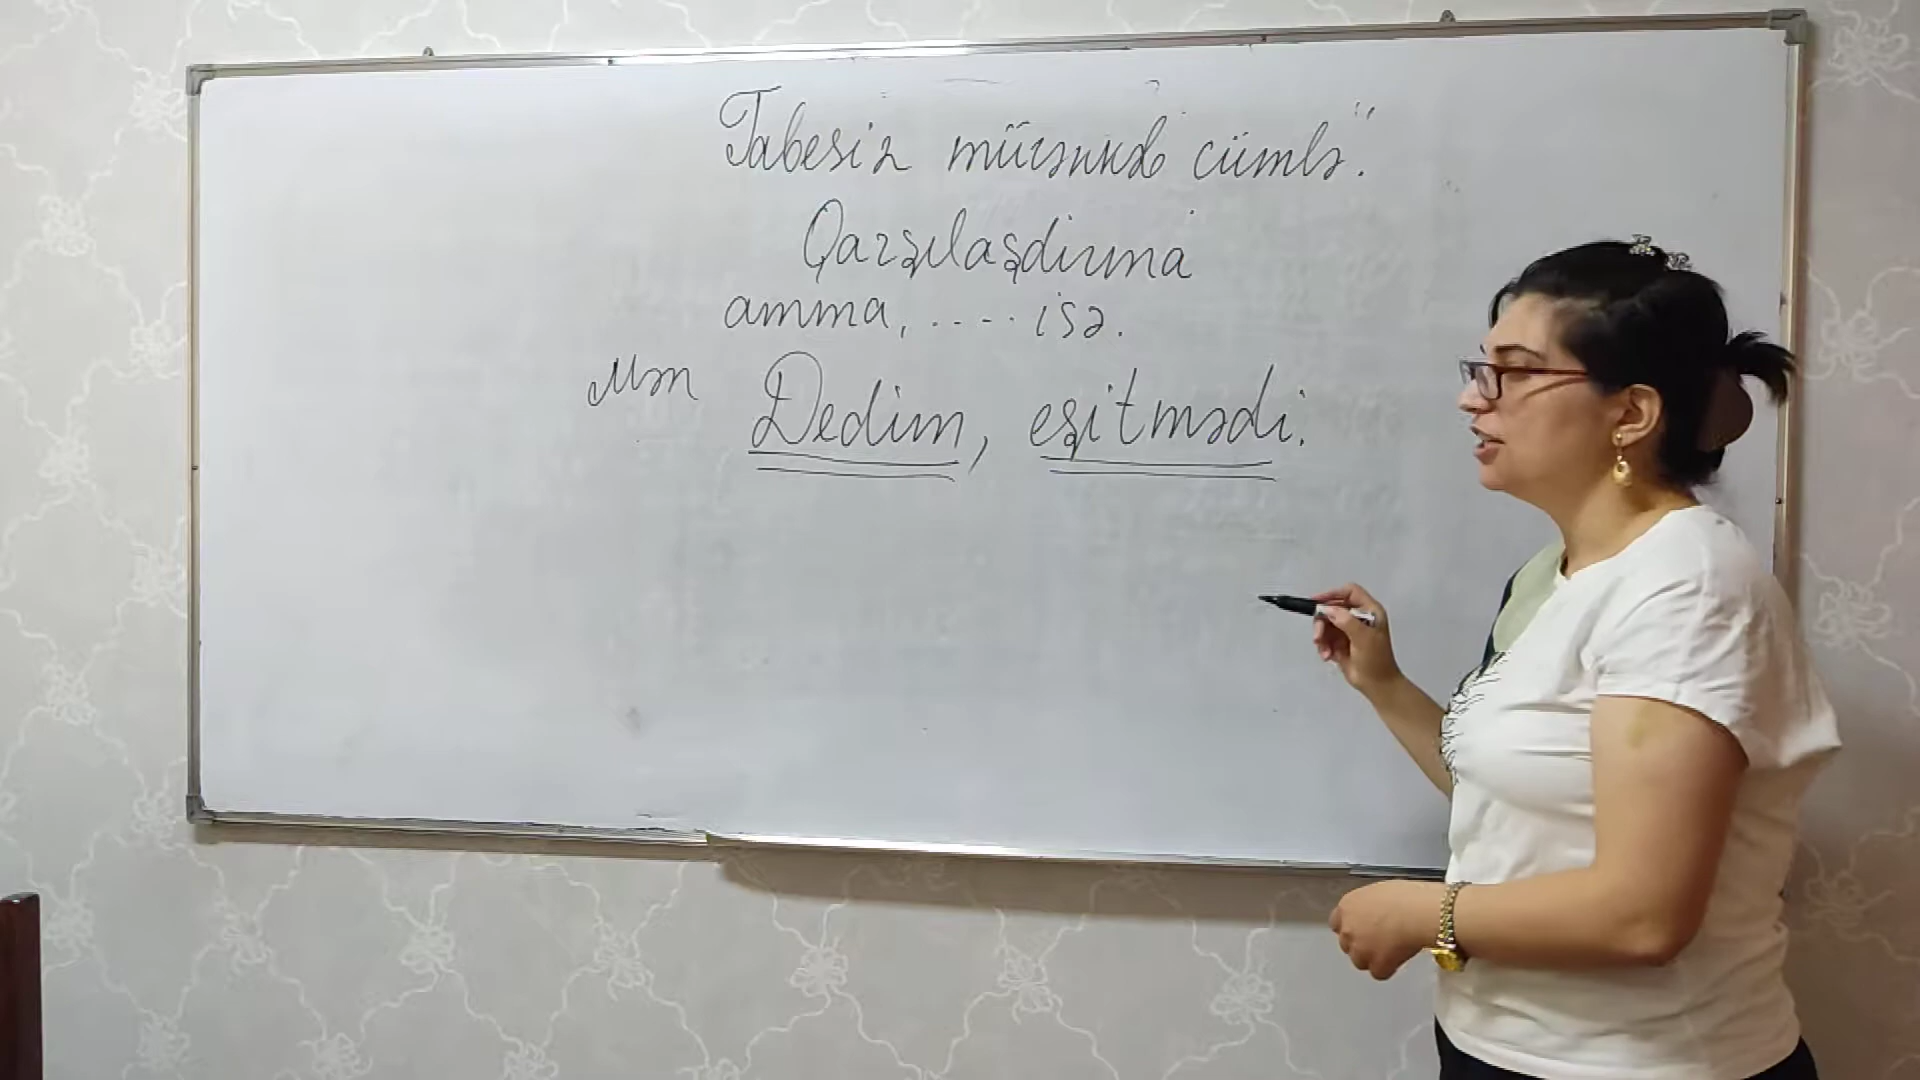 Tabesiz mürəkkəb cümlə."
Qarşılaşdırma
amma, .... isə.
Mən Dedim, eşitmədi.